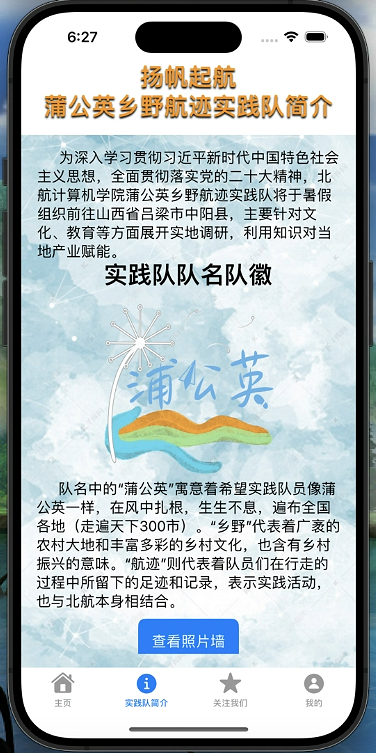 6:27
扬帆起航
蒲公英乡野航迹实践队简介
为深入学习贯彻习近平新时代中国特色社会
主义思想，全面贯彻落实党的二十大精神，北
航计算机学院蒲公英乡野航迹实践队将于暑假
组织前往山西省吕梁市中阳县，主要针对文
化、教育等方面展开实地调研，利用知识对当
地产业赋能。
实践队队名队徽
蒲公英
队名中的“蒲公英”寓意着希望实践队员像蒲
公英一样，在风中扎根，生生不息，遍布全国
各地（走遍天下300市）。“乡野”代表着广袤的
农村大地和丰富多彩的乡村文化，也含有乡村
振兴的意味。“航迹”则代表着队员们在行走的
过程中所留下的足迹和记录，表示实践活动，
也与北航本身相结合。
查看照片墙
主页
实践队简介
关注我们
我的